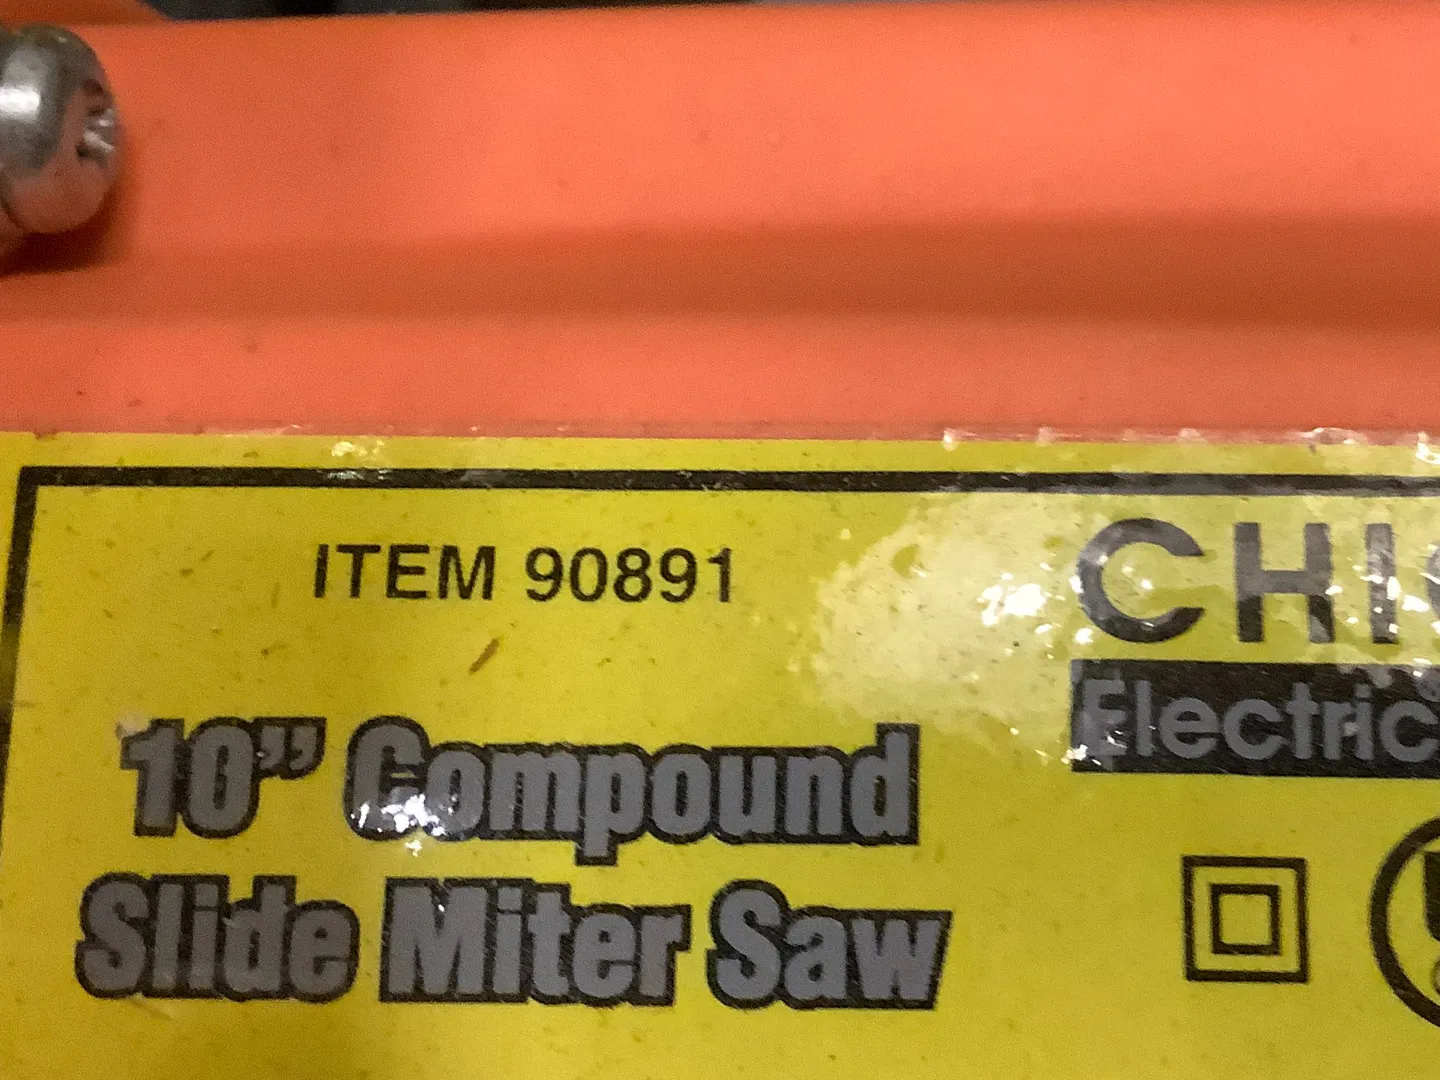 ITEM 90891
10” Compound
Slide Miter Saw
CHI
Electric